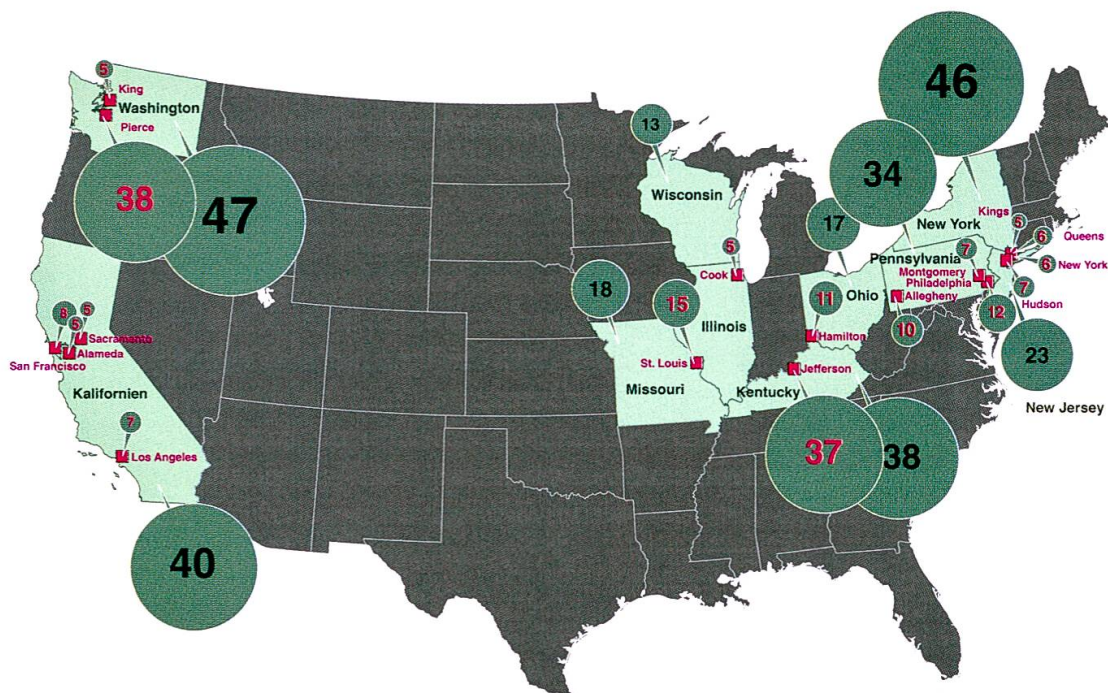 5
King
Washington
Pierce
38
47
8
5
5
Sacramento
Alameda
San Francisco
Kalifornien
7
Los Angeles
40
13
Wisconsin
5
Cook
18
15
Illinois
St. Louis
Missouri
46
34
17
New York
Kings
5
6
Queens
6
New York
7
Pennsylvania
Montgomery
Philadelphia
Allegheny
7
Hudson
12
10
11
Ohio
Hamilton
23
New Jersey
Jefferson
Kentucky
37
38